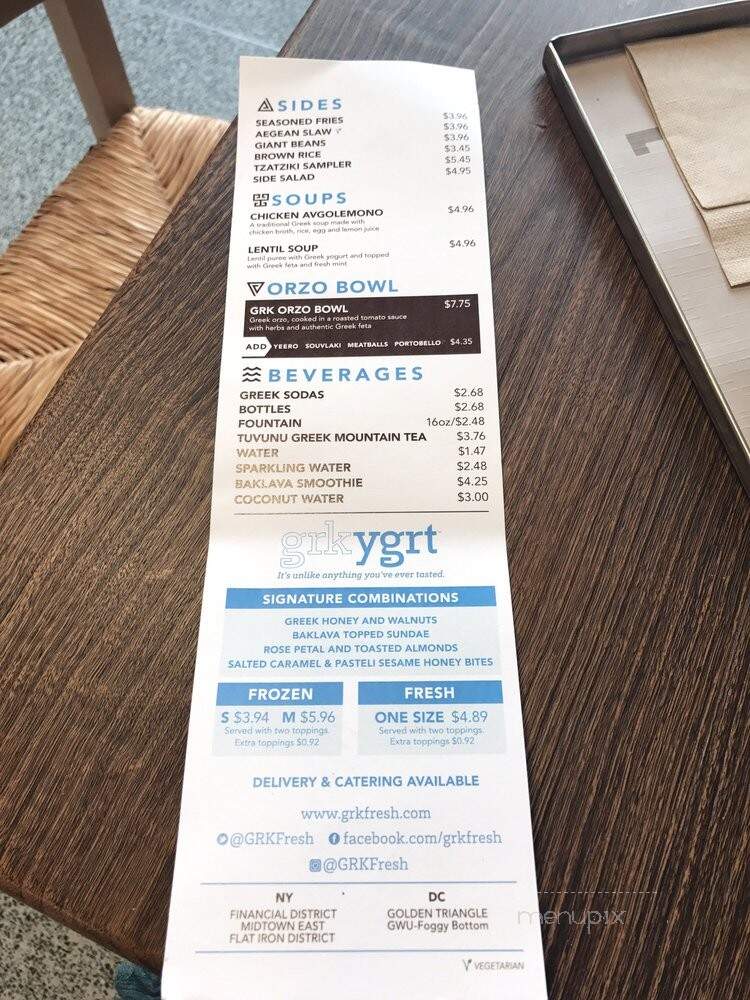 SIDES
SEASONED FRIES $3.96
AEGEAN SLAW $3.96
GIANT BEANS $3.96
BROWN RICE $3.45
TZATZIKI SAMPLER $5.45
SIDE SALAD $4.95
SOUPS
CHICKEN AVGOLEMONO $4.96
A traditional Greek soup made with
chicken broth, rice, egg and lemon juice
LENTIL SOUP $4.96
Lentil puree with Greek yogurt and topped
with Greek feta and fresh mint
ORZO BOWL
GRK ORZO BOWL $7.75
Greek orzo, cooked in a roasted tomato sauce
with herbs and authentic Greek feta
ADD YEERO SOUVLAKI MEATBALLS PORTOBELLO $4.35
BEVERAGES
GREEK SODAS $2.68
BOTTLES $2.68
FOUNTAIN 16oz/$2.48
TUVUNU GREEK MOUNTAIN TEA $3.76
WATER $1.47
SPARKLING WATER $2.48
BAKLAVA SMOOTHIE $4.25
COCONUT WATER $3.00
grkygrt
It's unlike anything you've ever tasted.
SIGNATURE COMBINATIONS
GREEK HONEY AND WALNUTS
BAKLAVA TOPPED SUNDAE
ROSE PETAL AND TOASTED ALMONDS
SALTED CARAMEL & PASTELI SESAME HONEY BITES
FROZEN FRESH
S $3.94 M $5.96 ONE SIZE $4.89
Served with two toppings. Served with two toppings.
Extra toppings $0.92 Extra toppings $0.92
DELIVERY & CATERING AVAILABLE
www.grkfresh.com
@GRKFresh facebook.com/grkfresh
@GRKFresh
NY DC
FINANCIAL DISTRICT GOLDEN TRIANGLE
MIDTOWN EAST GWU-Foggy Bottom
FLAT IRON DISTRICT
V VEGETARIAN
menupix